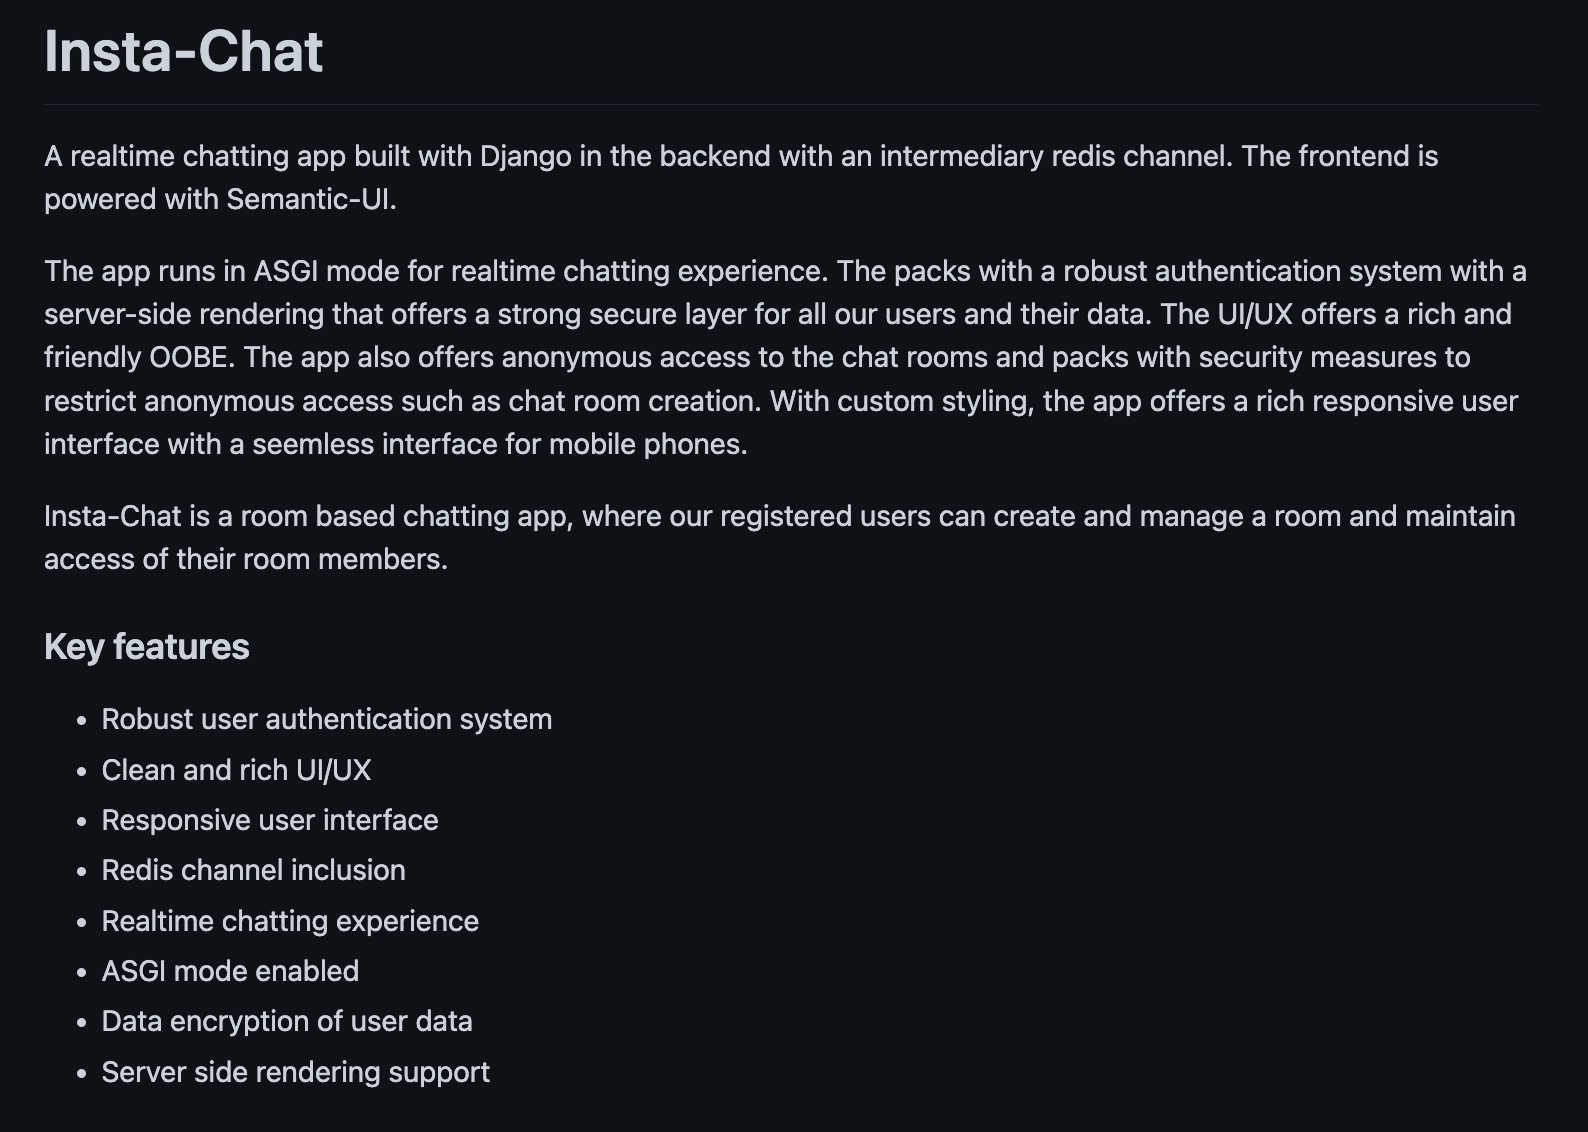 Insta-Chat
A realtime chatting app built with Django in the backend with an intermediary redis channel. The frontend is
powered with Semantic-UI.
The app runs in ASGI mode for realtime chatting experience. The packs with a robust authentication system with a
server-side rendering that offers a strong secure layer for all our users and their data. The UI/UX offers a rich and
friendly OOBE. The app also offers anonymous access to the chat rooms and packs with security measures to
restrict anonymous access such as chat room creation. With custom styling, the app offers a rich responsive user
interface with a seemless interface for mobile phones.
Insta-Chat is a room based chatting app, where our registered users can create and manage a room and maintain
access of their room members.
Key features
• Robust user authentication system
• Clean and rich UI/UX
• Responsive user interface
• Redis channel inclusion
• Realtime chatting experience
• ASGI mode enabled
• Data encryption of user data
• Server side rendering support